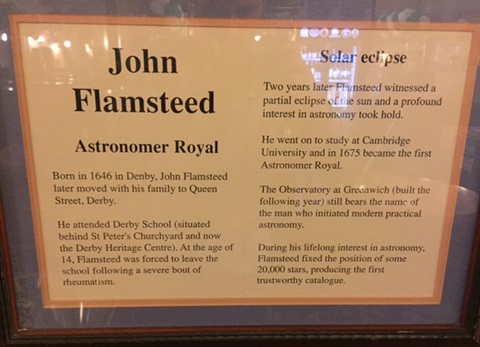 John
Flamsteed
Astronomer Royal
Born in 1646 in Denby, John Flamsteed
later moved with his family to Queen
Street, Derby.
He attended Derby School (situated
behind St Peter's Churchyard and now
the Derby Heritage Centre). At the age of
14, Flamsteed was forced to leave the
school following a severe bout of
rheumatism.
Solar eclipse
Two years later Flamsteed witnessed a
partial eclipse of the sun and a profound
interest in astronomy took hold.
He went on to study at Cambridge
University and in 1675 became the first
Astronomer Royal.
The Observatory at Greenwich (built the
following year) still bears the name of
the man who initiated modern practical
astronomy.
During his lifelong interest in astronomy,
Flamsteed fixed the position of some
20,000 stars, producing the first
trustworthy catalogue.